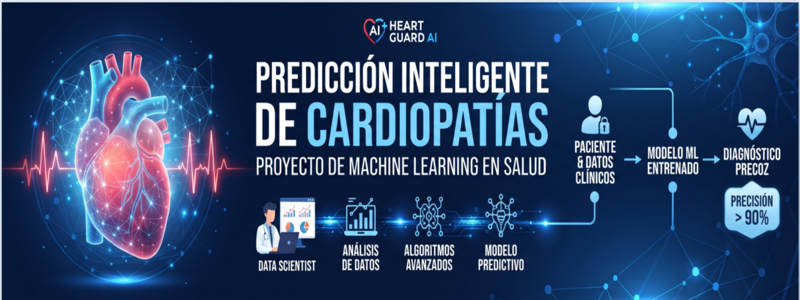 AI
HEART
GUARD AI
PREDICCIÓN INTELIGENTE
DE CARDIOPATÍAS
PROYECTO DE MACHINE LEARNING EN SALUD
DATA SCIENTIST
ANÁLISIS
DE DATOS
ALGORITMOS
AVANZADOS
MODELO
PREDICTIVO
PACIENTE
& DATOS
CLÍNICOS
MODELO ML
ENTRENADO
DIAGNÓSTICO
PRECOZ
PRECISIÓN
> 90%